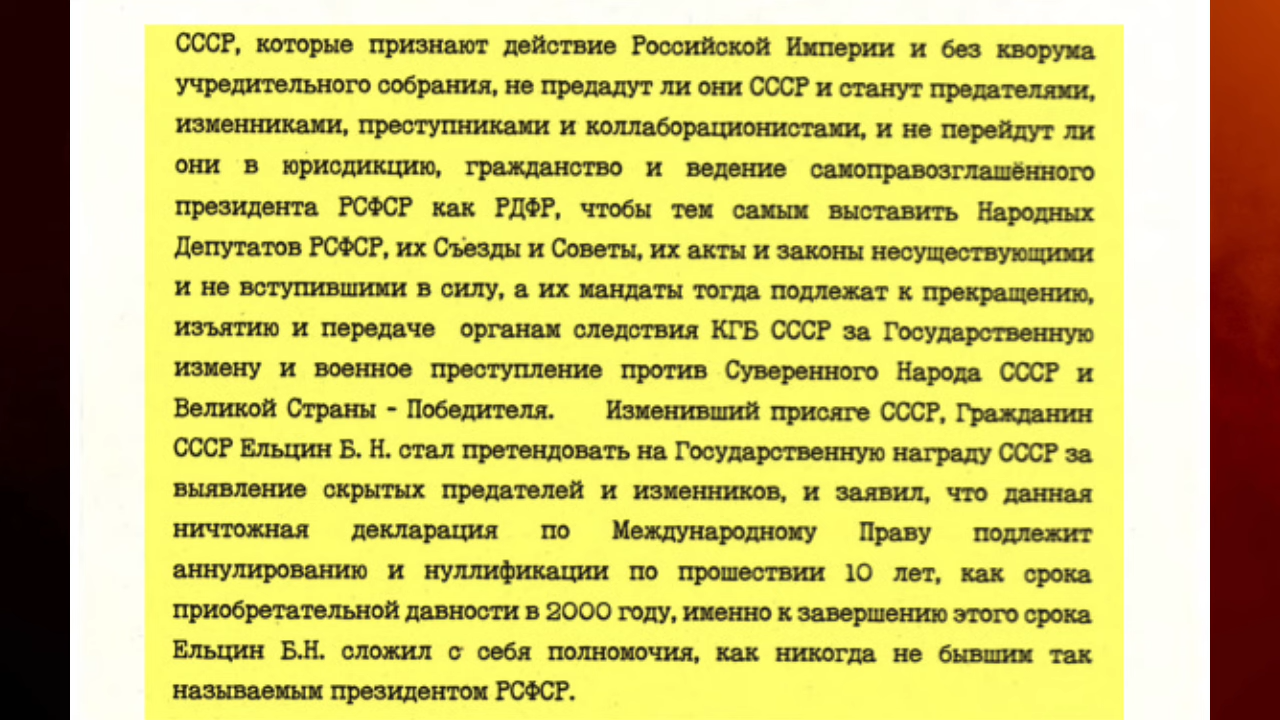 СССР, которые признают действие Российской Империи и без кворума
учредительного собрания, не предадут ли они СССР и станут предателями,
изменниками, преступниками и коллаборационистами, и не перейдут ли
они в юрисдикцию, гражданство и ведение самоправозглашённого
президента РСФСР как РДФР, чтобы тем самым выставить Народных
Депутатов РСФСР, их Съезды и Советы, их акты и законы несуществующими
и не вступившими в силу, а их мандаты тогда подлежат к прекращению,
изъятию и передаче органам следствия КГБ СССР за Государственную
измену и военное преступление против Суверенного Народа СССР и
Великой Страны - Победителя. Изменивший присяге СССР, Гражданин
СССР Ельцин Б. Н. стал претендовать на Государственную награду СССР за
выявление скрытых предателей и изменников, и заявил, что данная
ничтожная декларация по Международному Праву подлежит
аннулированию и нуллификации по прошествии 10 лет, как срока
приобретательной давности в 2000 году, именно к завершению этого срока
Ельцин Б.Н. сложил с себя полномочия, как никогда не бывшим так
называемым президентом РСФСР.